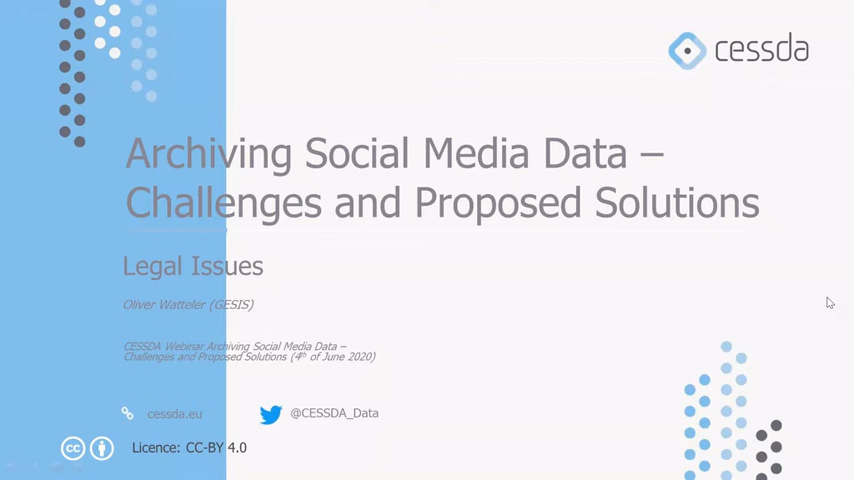 cessda
Archiving Social Media Data –
Challenges and Proposed Solutions
Legal Issues
Oliver Watteler (GESIS)
CESSDA Webinar Archiving Social Media Data –
Challenges and Proposed Solutions (4th of June 2020)
cessda.eu @CESSDA_Data
cc Licence: CC-BY 4.0